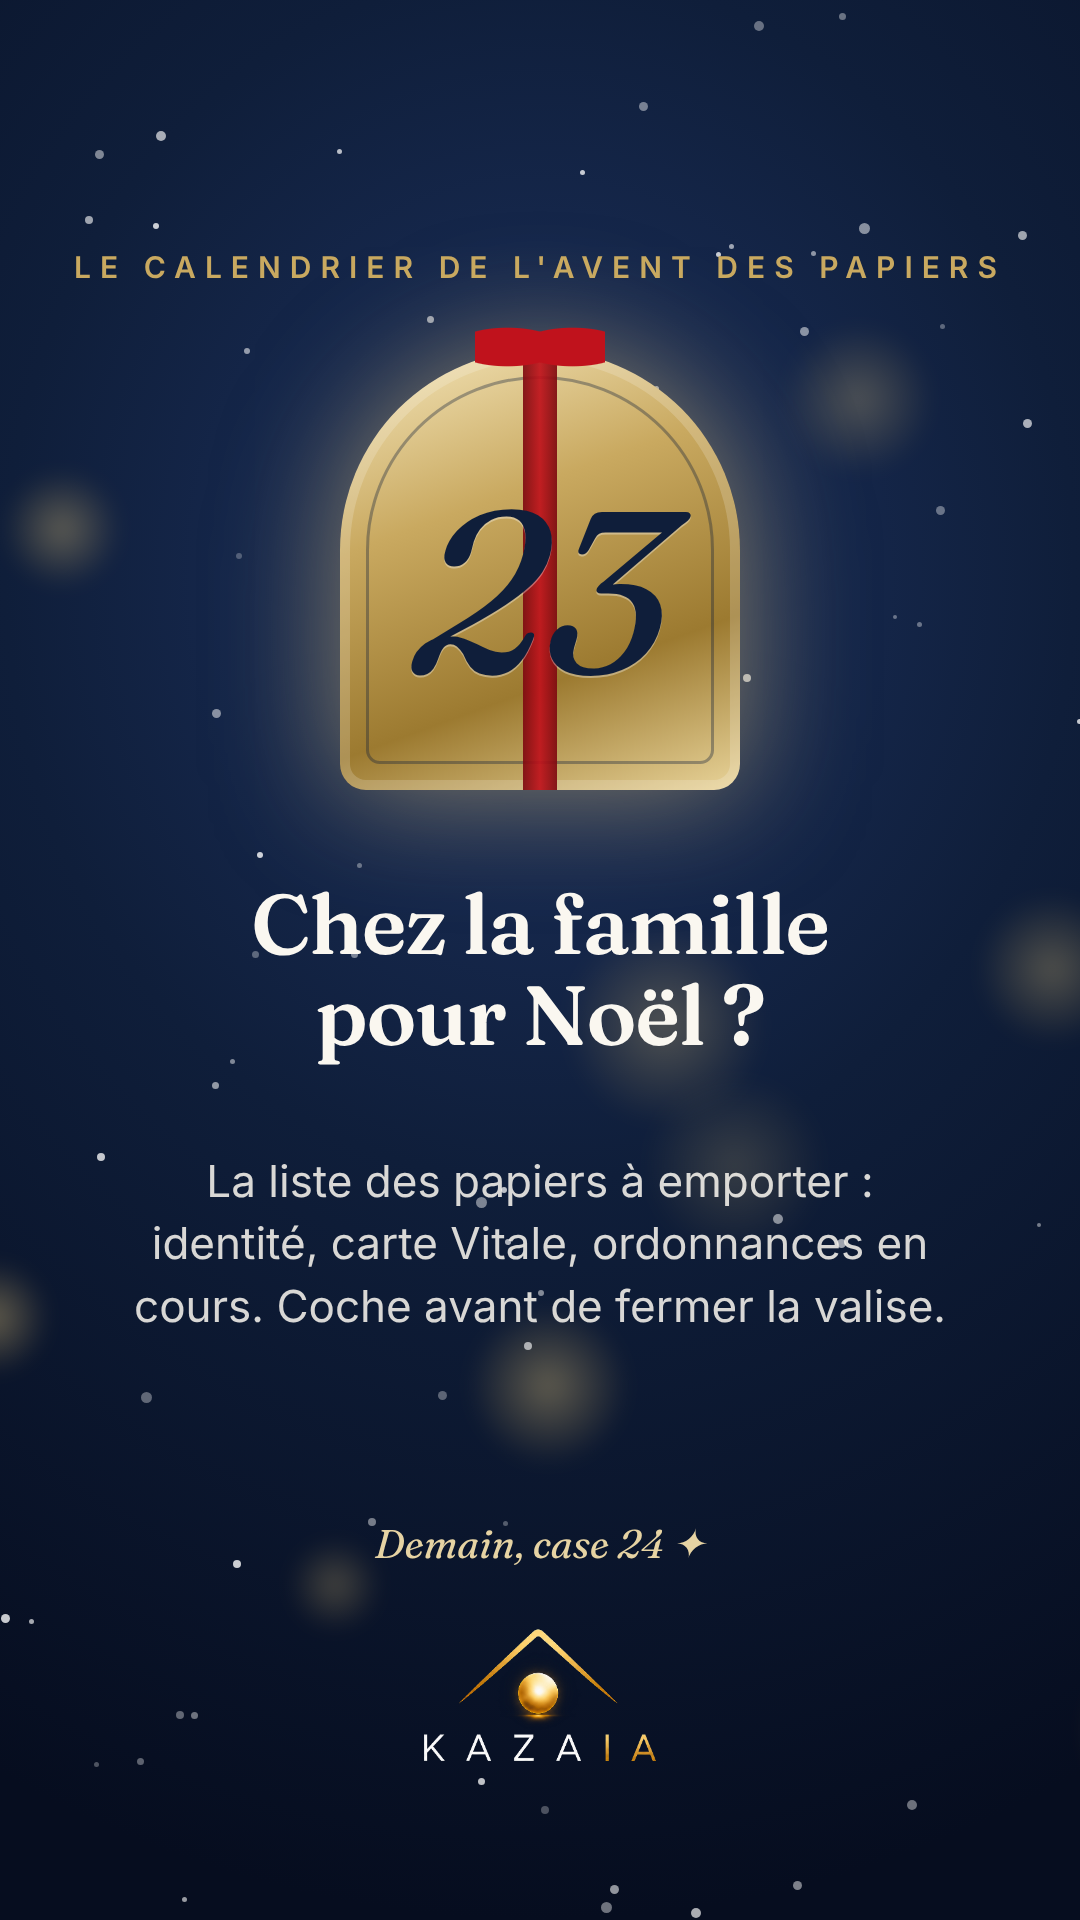 LE CALENDRIER DE L'AVENT DES PAPIERS
23
Chez la famille
pour Noël ?
La liste des papiers à emporter :
identité, carte Vitale, ordonnances en
cours. Coche avant de fermer la valise.
Demain, case 24 ✦
KAZAIA